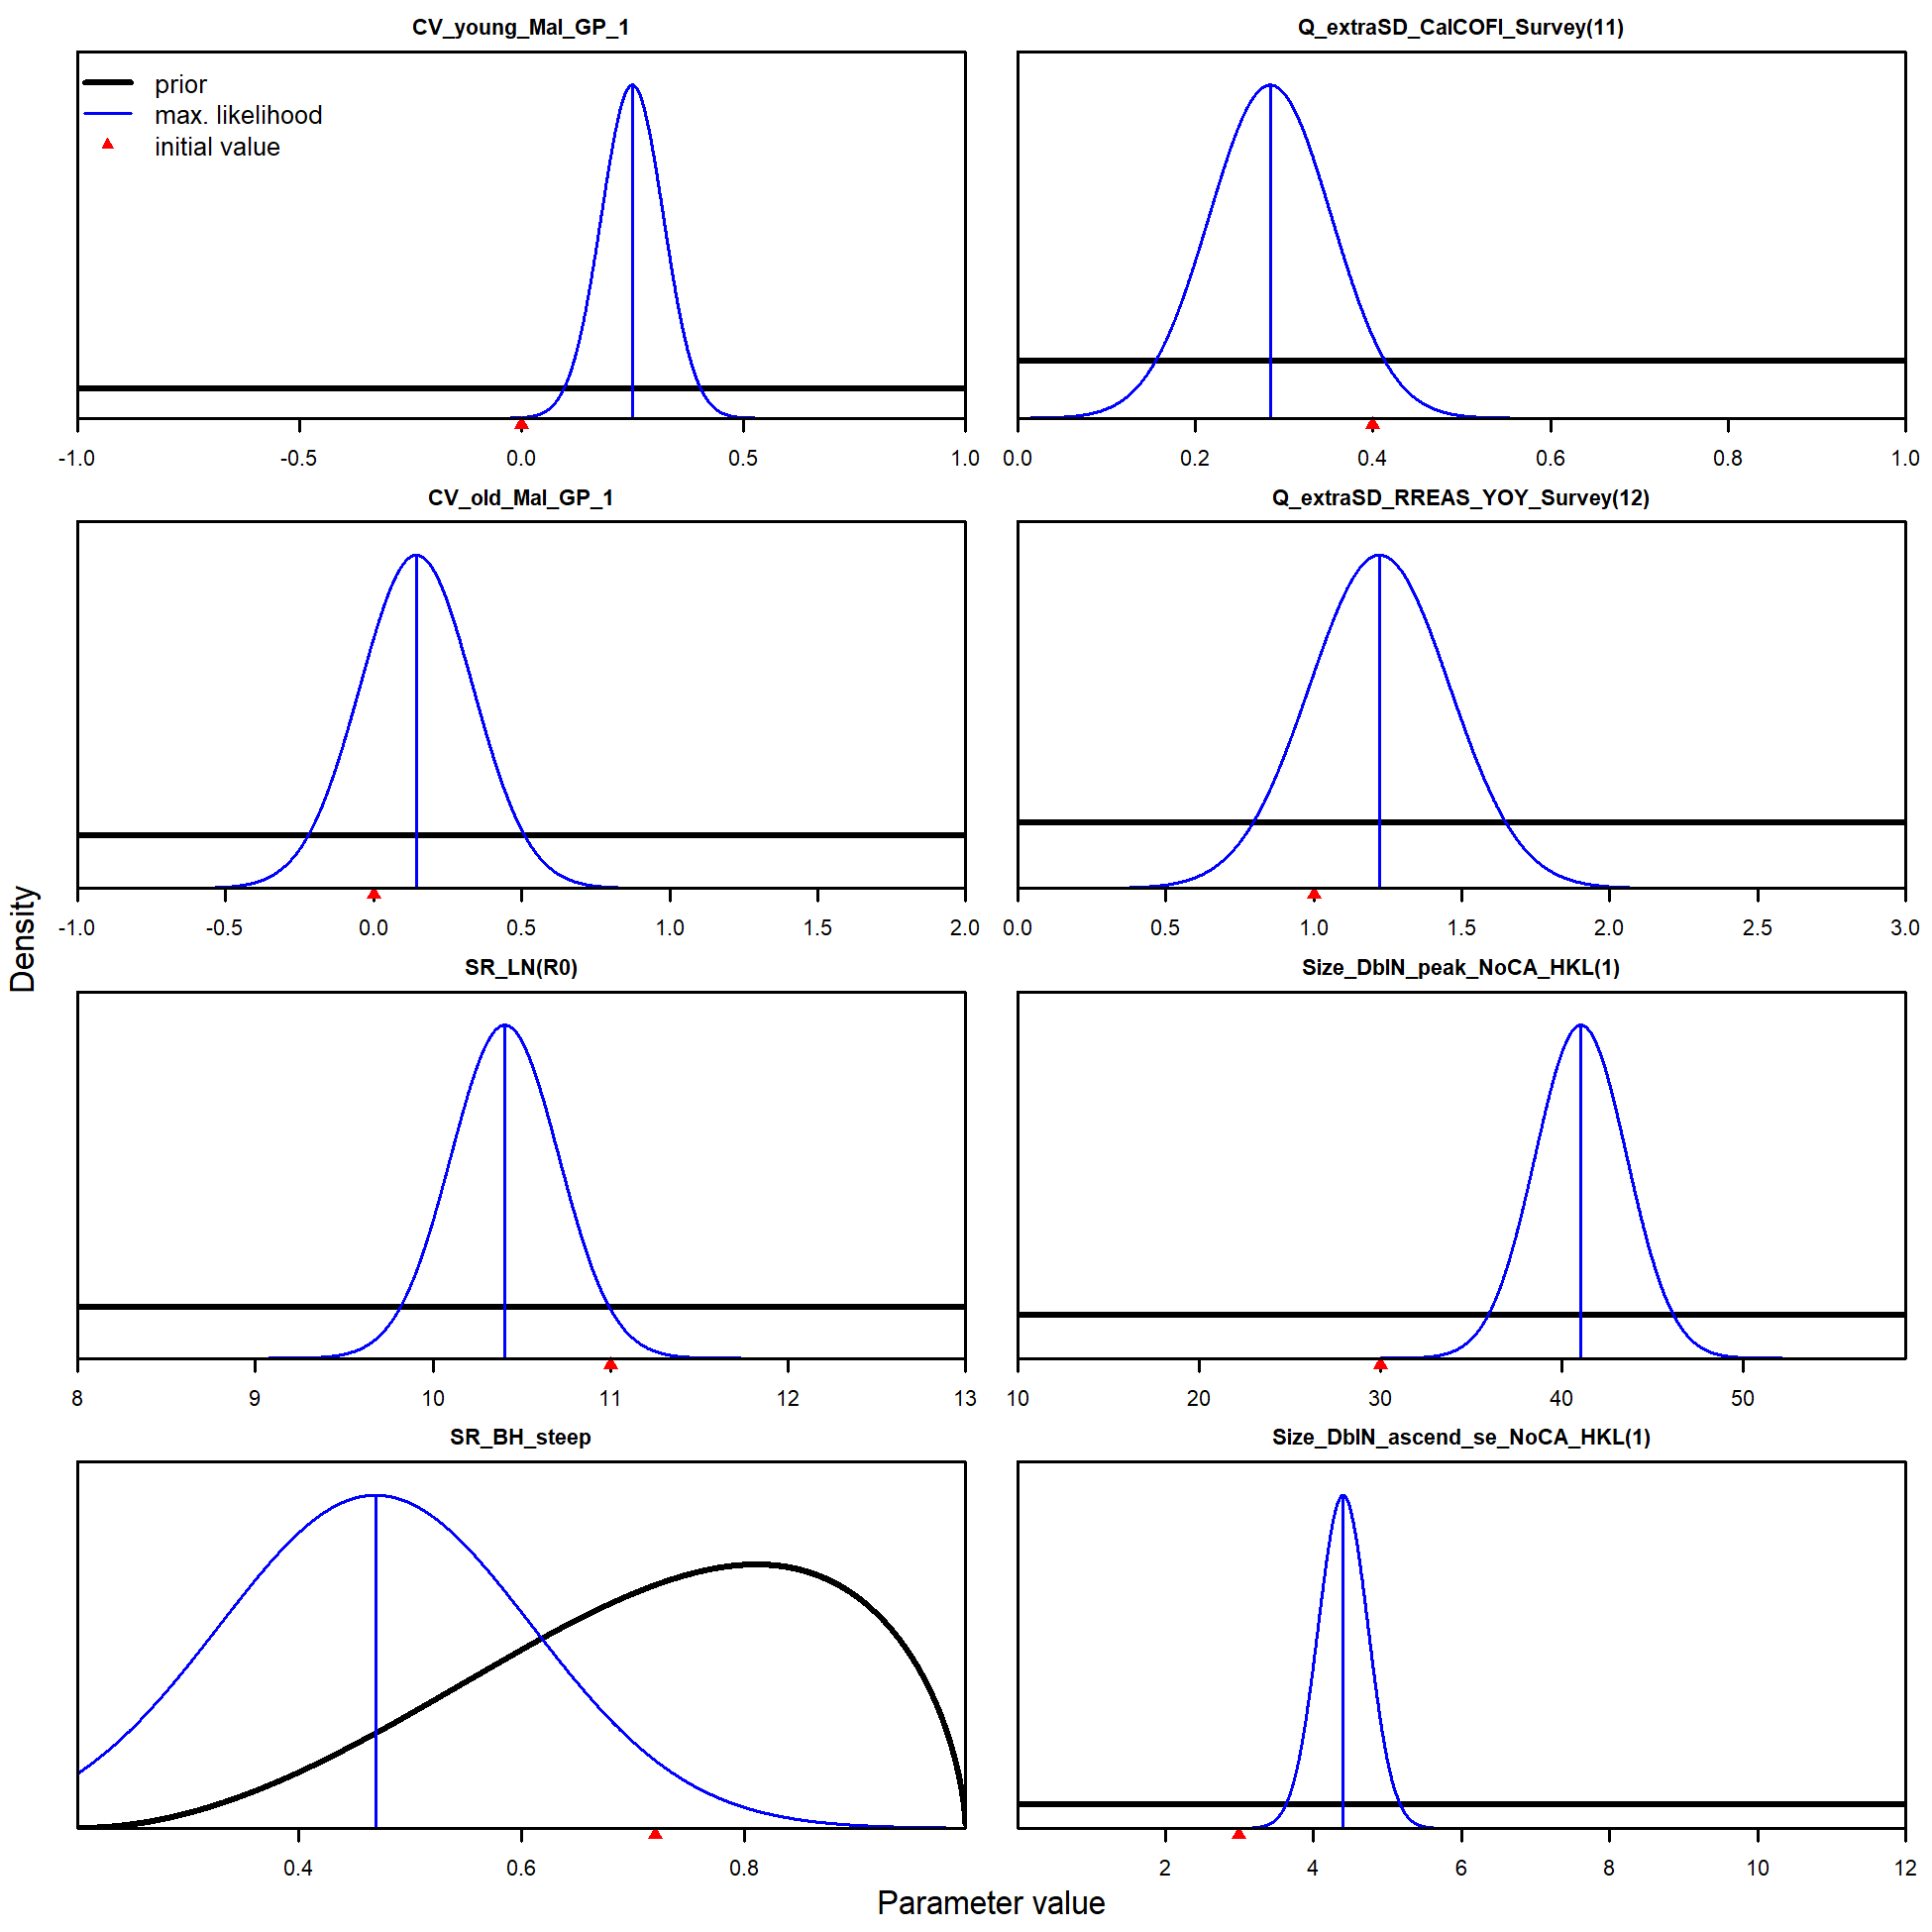 CV_young_Mal_GP_1
prior
max. likelihood
initial value
-1.0 -0.5 0.0 0.5 1.0
Q_extraSD_CalCOFI_Survey(11)
0.0 0.2 0.4 0.6 0.8 1.0
CV_old_Mal_GP_1
-1.0 -0.5 0.0 0.5 1.0 1.5 2.0
Q_extraSD_RREAS_YOY_Survey(12)
0.0 0.5 1.0 1.5 2.0 2.5 3.0
SR_LN(R0)
8 9 10 11 12 13
Size_DblN_peak_NoCA_HKL(1)
10 20 30 40 50
SR_BH_steep
0.4 0.6 0.8
Size_DblN_ascend_se_NoCA_HKL(1)
2 4 6 8 10 12
Density
Parameter value